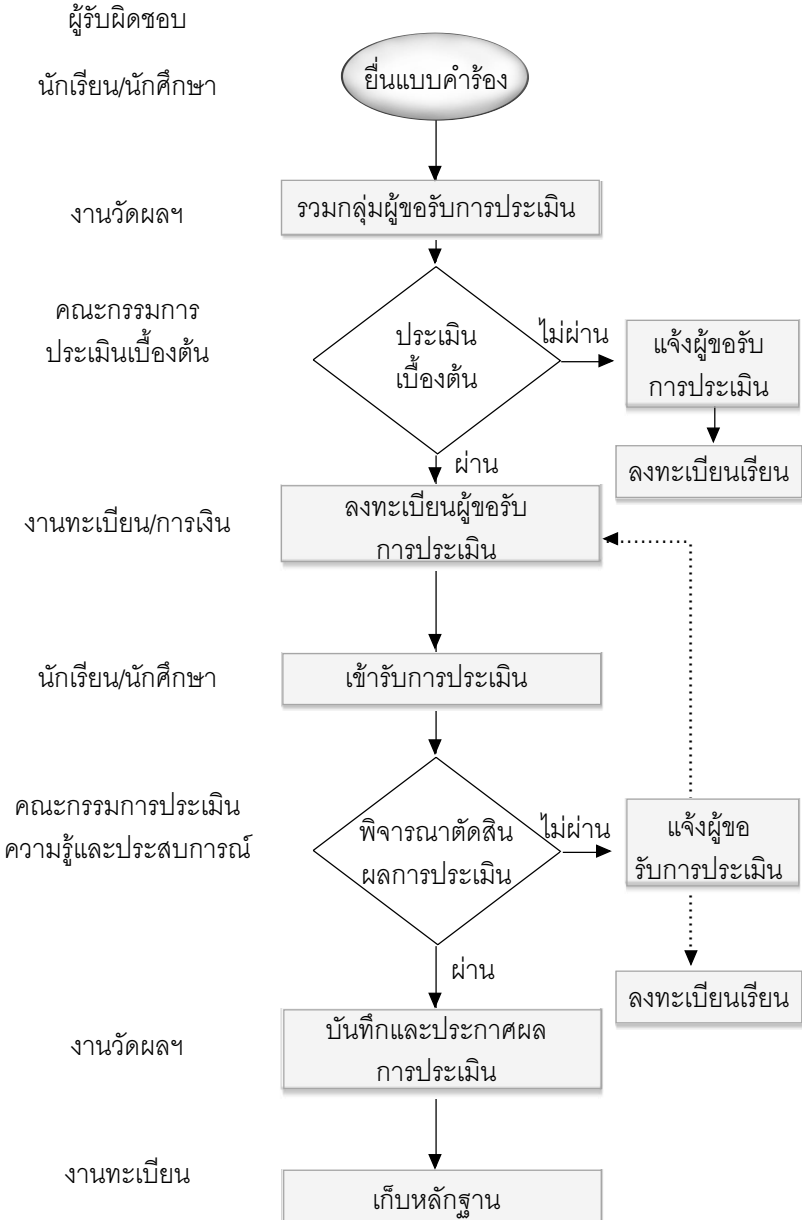 ผู้รับผิดชอบ
นักเรียน/นักศึกษา
ยื่นแบบคำร้อง
งานวัดผลฯ
รวมกลุ่มผู้ขอรับการประเมิน
คณะกรรมการ
ประเมินเบื้องต้น
ประเมิน
เบื้องต้น
ไม่ผ่าน
แจ้งผู้ขอรับ
การประเมิน
ลงทะเบียนเรียน
ผ่าน
งานทะเบียน/การเงิน
ลงทะเบียนผู้ขอรับ
การประเมิน
นักเรียน/นักศึกษา
เข้ารับการประเมิน
คณะกรรมการประเมิน
ความรู้และประสบการณ์
พิจารณาตัดสิน
ผลการประเมิน
ไม่ผ่าน
แจ้งผู้ขอ
รับการประเมิน
ลงทะเบียนเรียน
ผ่าน
งานวัดผลฯ
บันทึกและประกาศผล
การประเมิน
งานทะเบียน
เก็บหลักฐาน